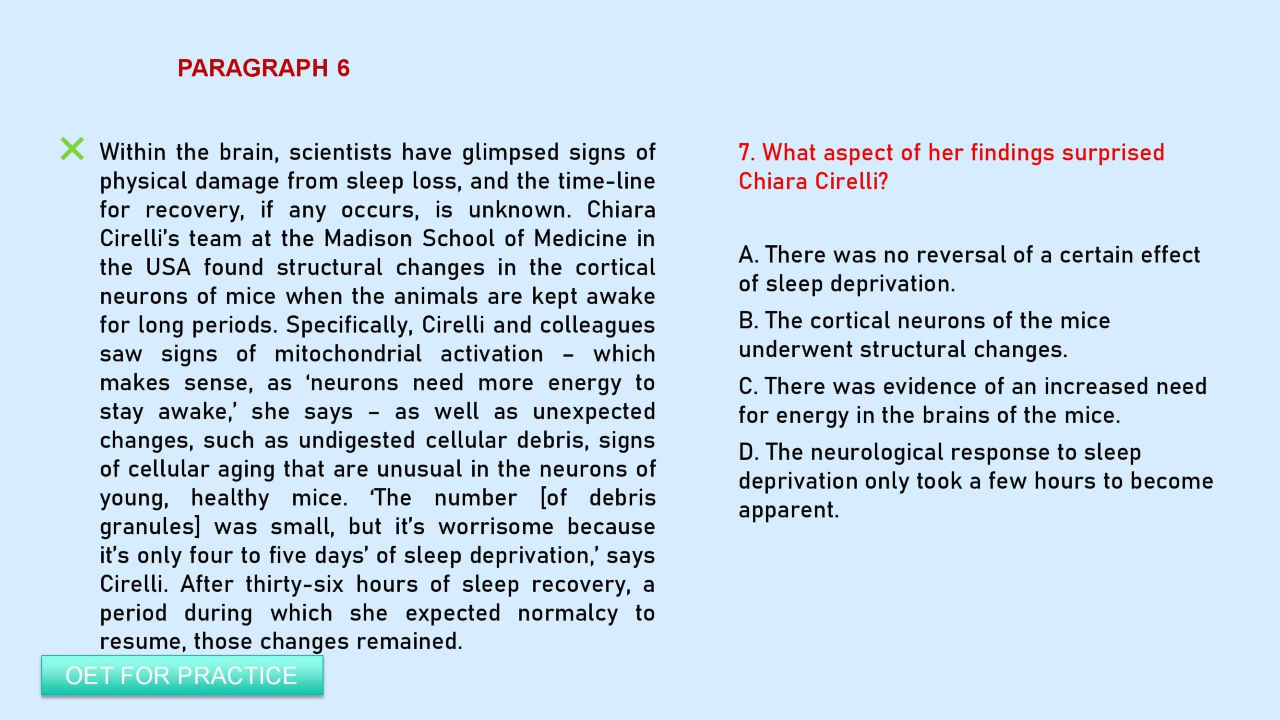 PARAGRAPH 6
Within the brain, scientists have glimpsed signs of
physical damage from sleep loss, and the time-line
for recovery, if any occurs, is unknown. Chiara
Cirelli's team at the Madison School of Medicine in
the USA found structural changes in the cortical
neurons of mice when the animals are kept awake
for long periods. Specifically, Cirelli and colleagues
saw signs of mitochondrial activation – which
makes sense, as ‘neurons need more energy to
stay awake,’ she says – as well as unexpected
changes, such as undigested cellular debris, signs
of cellular aging that are unusual in the neurons of
young, healthy mice. ‘The number [of debris
granules] was small, but it’s worrisome because
it’s only four to five days’ of sleep deprivation,’ says
Cirelli. After thirty-six hours of sleep recovery, a
period during which she expected normalcy to
resume, those changes remained.
7. What aspect of her findings surprised
Chiara Cirelli?
A. There was no reversal of a certain effect
of sleep deprivation.
B. The cortical neurons of the mice
underwent structural changes.
C. There was evidence of an increased need
for energy in the brains of the mice.
D. The neurological response to sleep
deprivation only took a few hours to become
apparent.
OET FOR PRACTICE